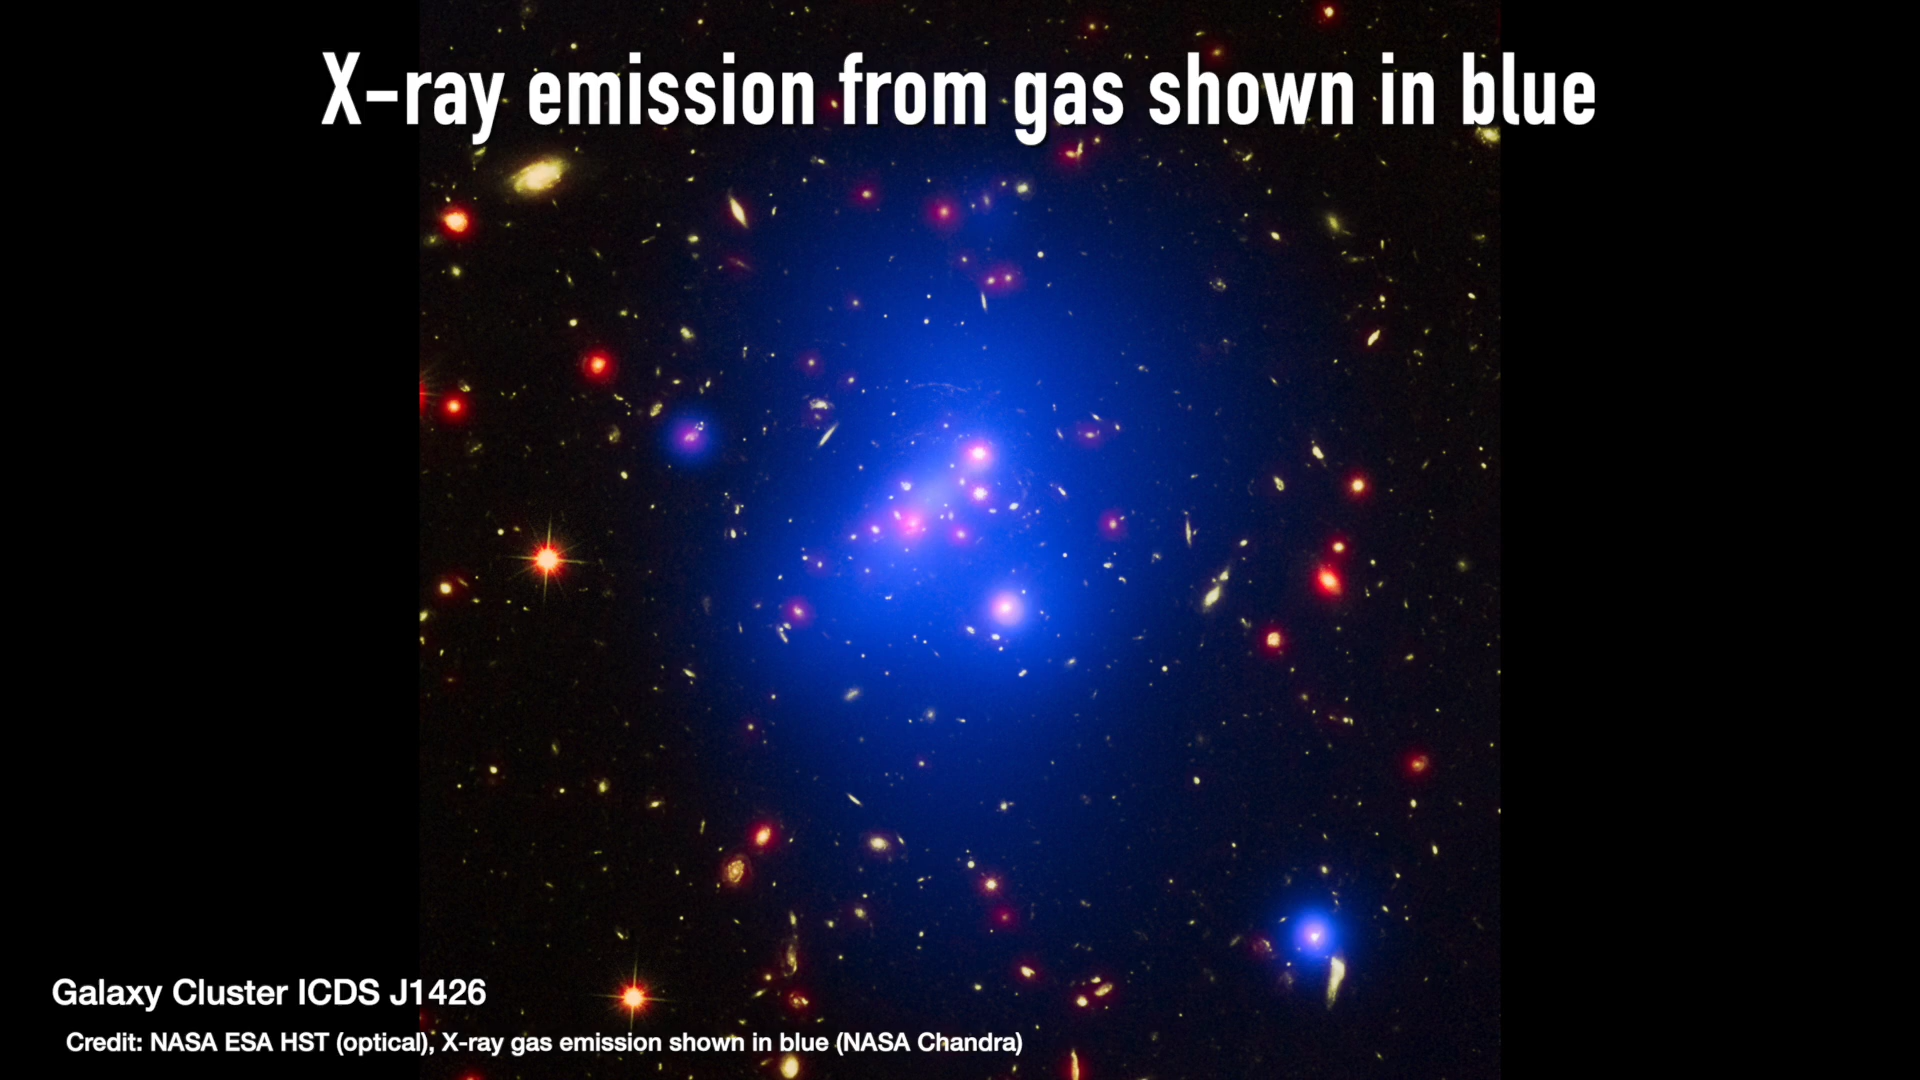 X-ray emission from gas shown in blue
Galaxy Cluster ICDS J1426
Credit: NASA ESA HST (optical), X-ray gas emission shown in blue (NASA Chandra)